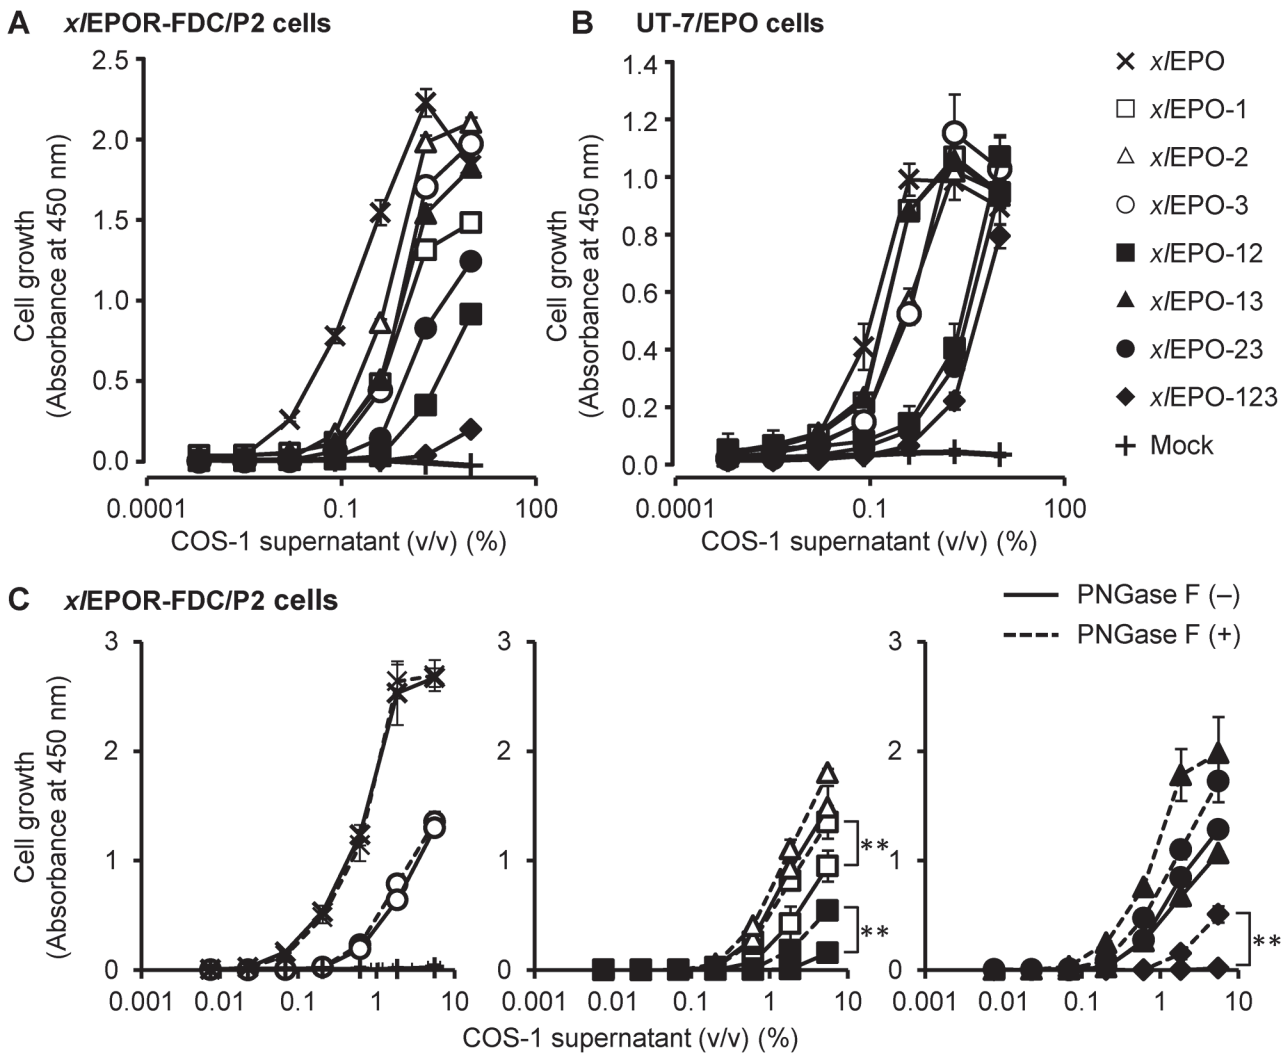 A xlEPOR-FDC/P2 cells
Cell growth
(Absorbance at 450 nm)
2.5
2.0
1.5
1.0
0.5
0.0
0.0001 0.1 100
COS-1 supernatant (v/v) (%)
B UT-7/EPO cells
Cell growth
(Absorbance at 450 nm)
1.4
1.2
1.0
0.8
0.6
0.4
0.2
0.0
0.0001 0.1 100
COS-1 supernatant (v/v) (%)
xlEPO
xlEPO-1
xlEPO-2
xlEPO-3
xlEPO-12
xlEPO-13
xlEPO-23
xlEPO-123
Mock
C xlEPOR-FDC/P2 cells
PNGase F (–)
PNGase F (+)
Cell growth
(Absorbance at 450 nm)
3
2
1
0
0.001 0.01 0.1 1 10
3
2
1
0
**
**
0.001 0.01 0.1 1 10
3
2
1
0
**
0.001 0.01 0.1 1 10
COS-1 supernatant (v/v) (%)